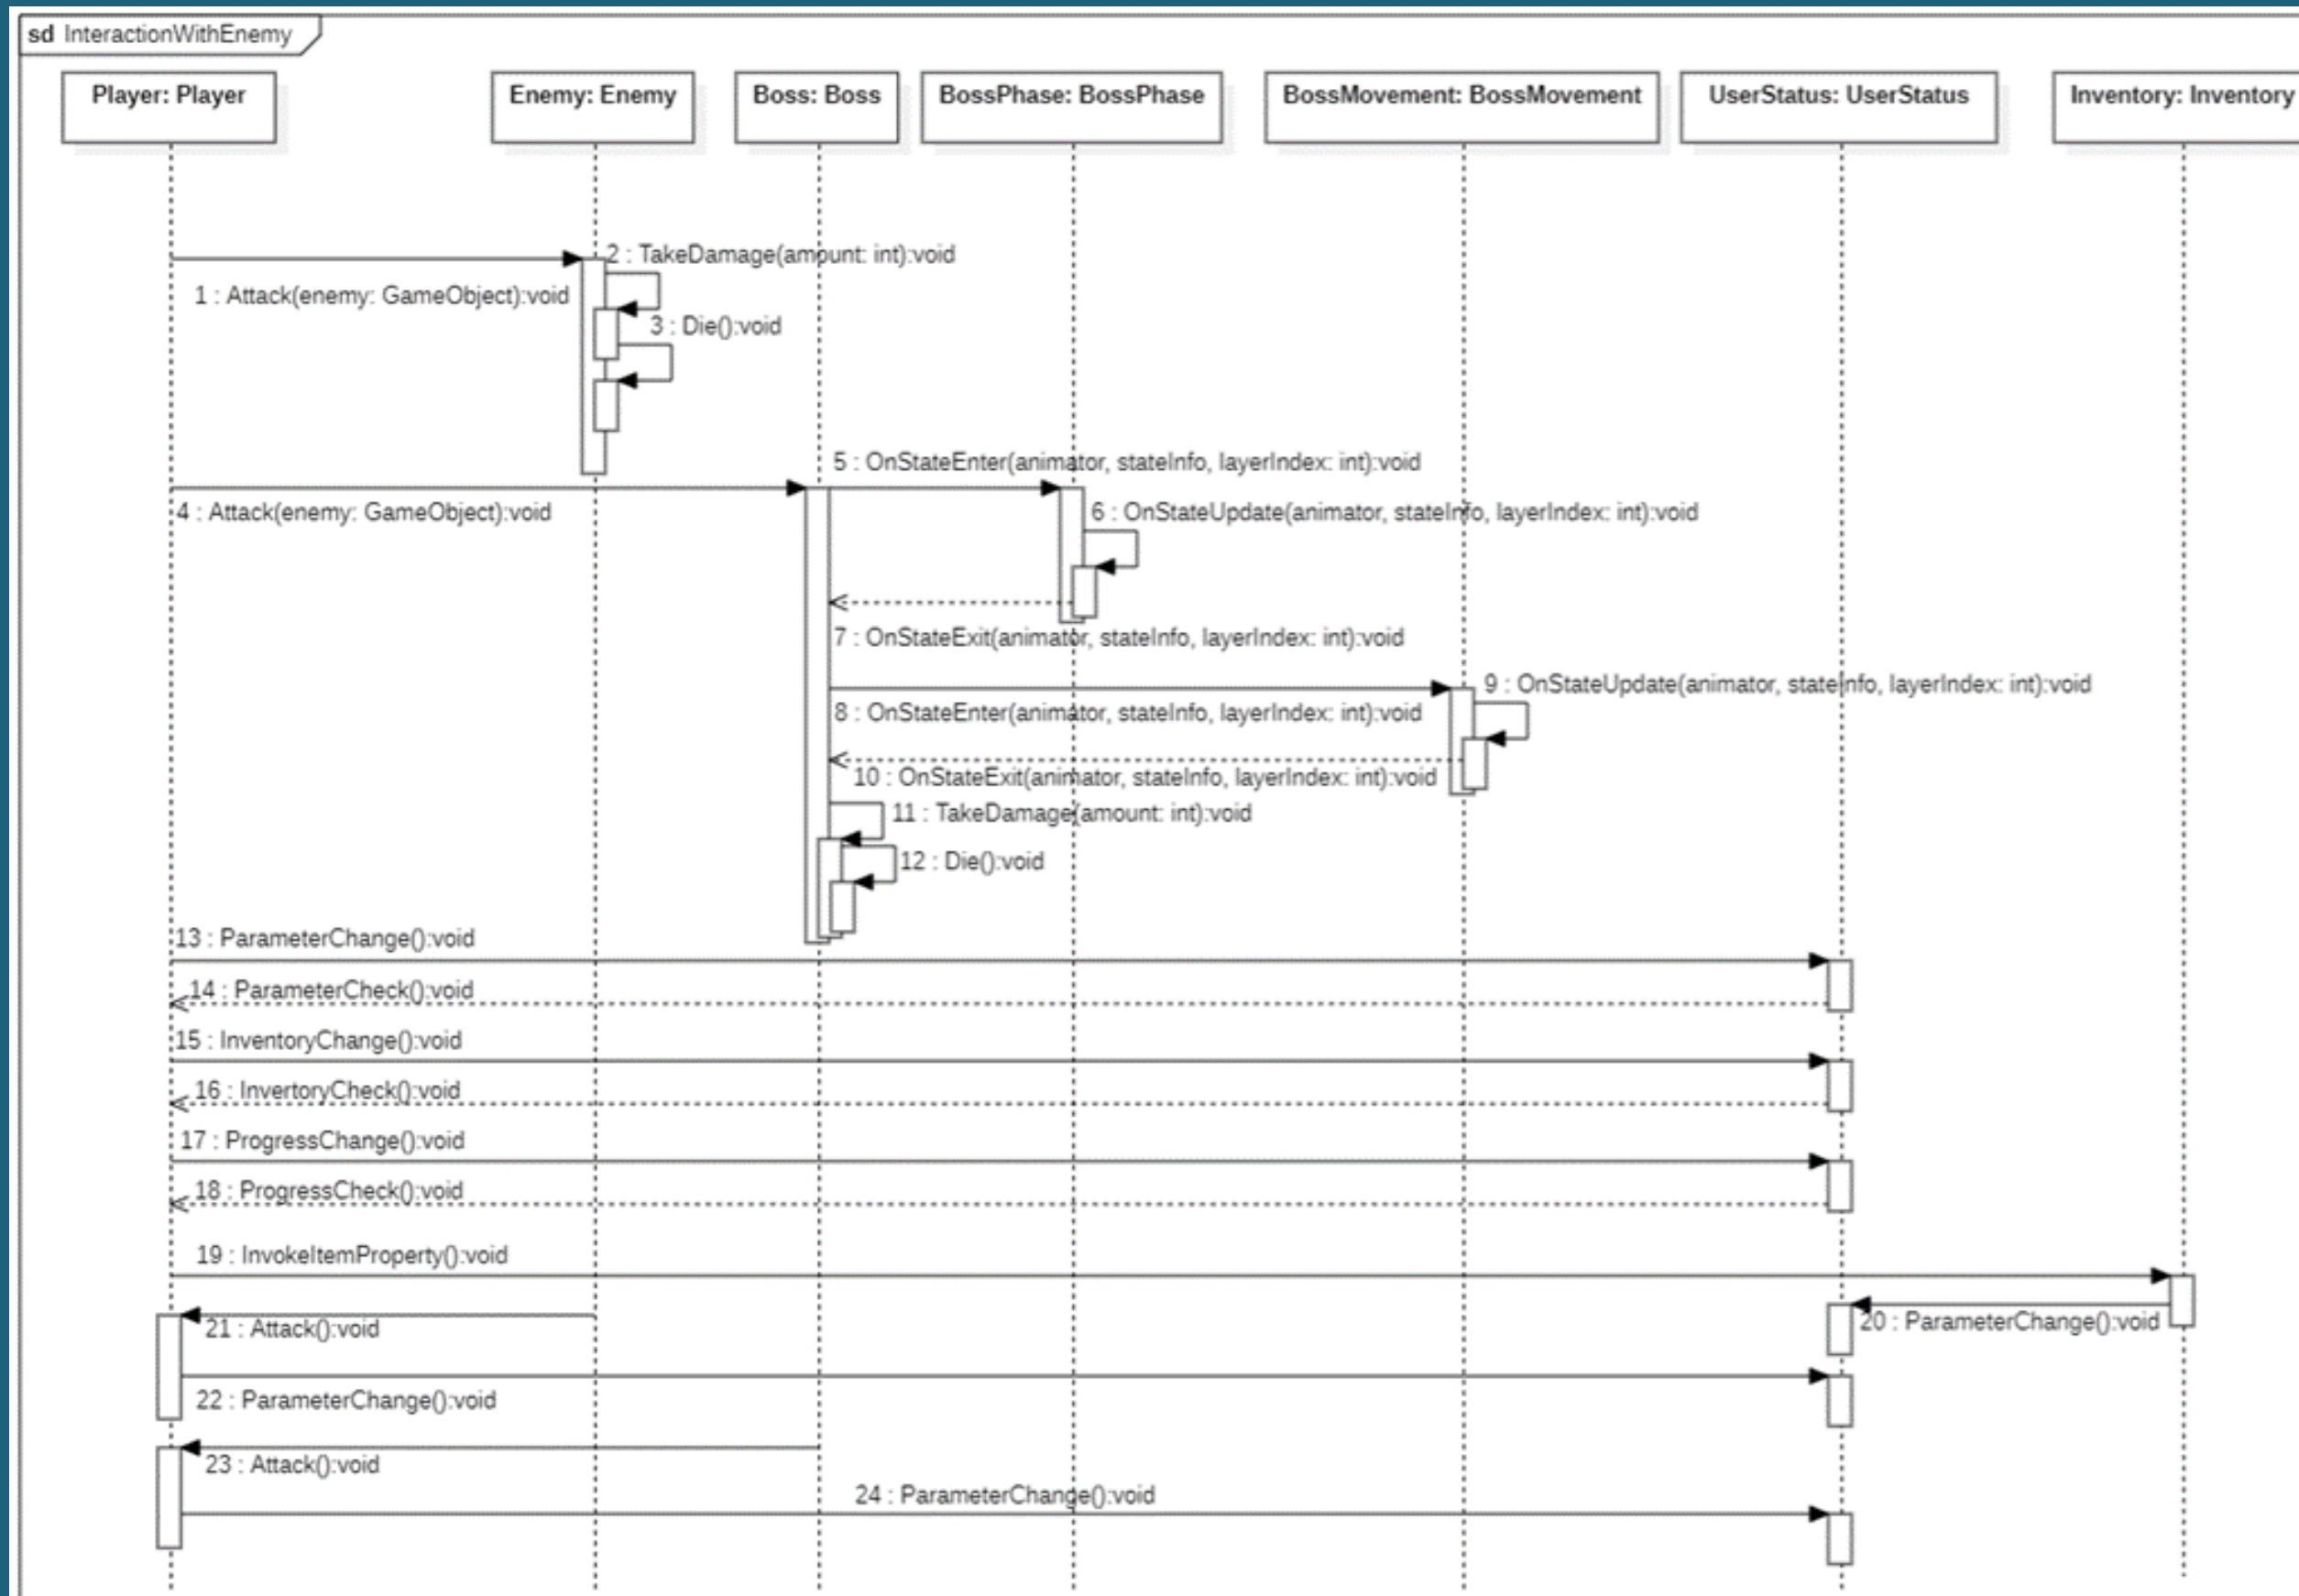 sd InteractionWithEnemy
Player: Player
Enemy: Enemy
Boss: Boss
BossPhase: BossPhase
BossMovement: BossMovement
UserStatus: UserStatus
Inventory: Inventory
2 : TakeDamage(amount: int):void
1 : Attack(enemy: GameObject):void
3 : Die():void
5 : OnStateEnter(animator, stateInfo, layerIndex: int):void
4 : Attack(enemy: GameObject):void
6 : OnStateUpdate(animator, stateInfo, layerIndex: int):void
7 : OnStateExit(animator, stateInfo, layerIndex: int):void
9 : OnStateUpdate(animator, stateInfo, layerIndex: int):void
8 : OnStateEnter(animator, stateInfo, layerIndex: int):void
10 : OnStateExit(animator, stateInfo, layerIndex: int):void
11 : TakeDamage(amount: int):void
12 : Die():void
13 : ParameterChange():void
14 : ParameterCheck():void
15 : InventoryChange():void
16 : InvertoryCheck():void
17 : ProgressChange():void
18 : ProgressCheck():void
19 : InvokeItemProperty():void
20 : ParameterChange():void
21 : Attack():void
22 : ParameterChange():void
23 : Attack():void
24 : ParameterChange():void